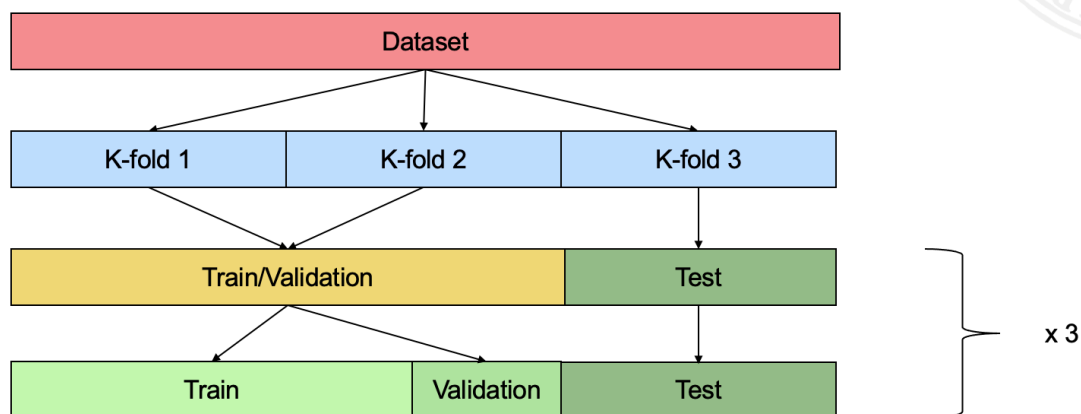 Dataset
K-fold 1
K-fold 2
K-fold 3
Train/Validation
Test
x 3
Train
Validation
Test